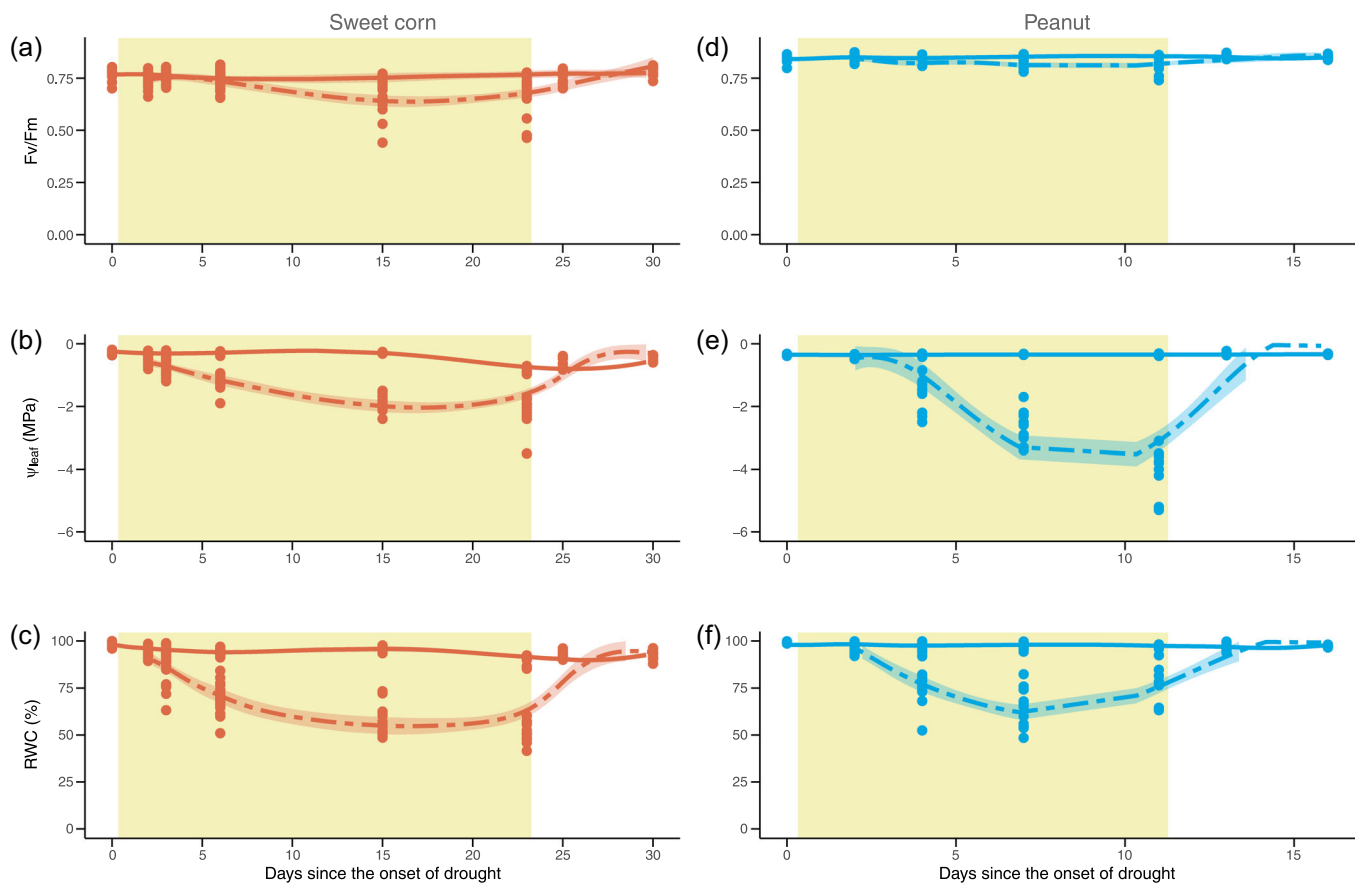 Sweet corn
Peanut
(a)
(d)
Fv/Fm
0.75
0.50
0.25
0.00
0 5 10 15 20 25 30
0.75
0.50
0.25
0.00
0 5 10 15
(b)
(e)
ψleaf (MPa)
0
−2
−4
−6
0 5 10 15 20 25 30
0
−2
−4
−6
0 5 10 15
(c)
(f)
RWC (%)
100
75
50
25
0
0 5 10 15 20 25 30
Days since the onset of drought
100
75
50
25
0
0 5 10 15
Days since the onset of drought